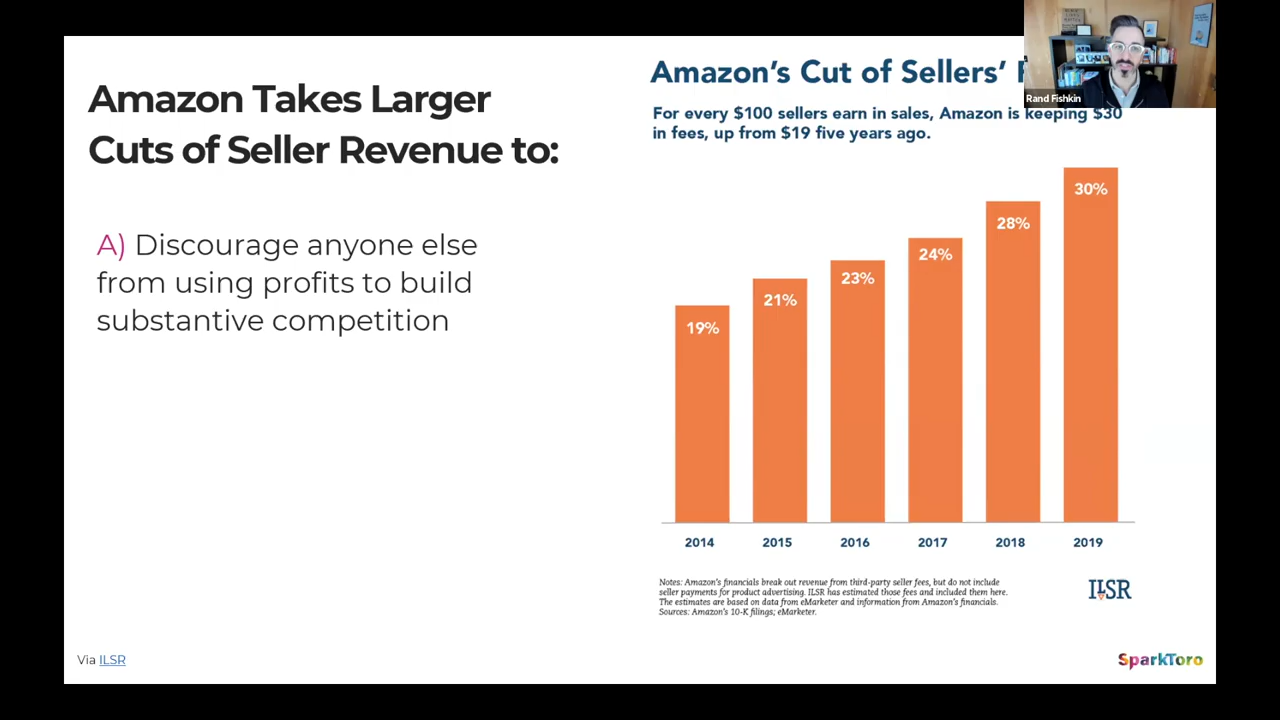 Amazon Takes Larger
Cuts of Seller Revenue to:
A) Discourage anyone else
from using profits to build
substantive competition
Amazon's Cut of Sellers'
For every $100 sellers earn in sales, Amazon is keeping $30
in fees, up from $19 five years ago.
19%
21%
23%
24%
28%
30%
2014
2015
2016
2017
2018
2019
Notes: Amazon's financials break out revenue from third-party seller fees, but do not include
seller payments for product advertising. ILSR has estimated those fees and included them here.
The estimates are based on data from eMarketer and information from Amazon's financials.
Sources: Amazon's 10-K filings; eMarketer.
ILSR
Via ILSR
SparkToro
Rand Fishkin